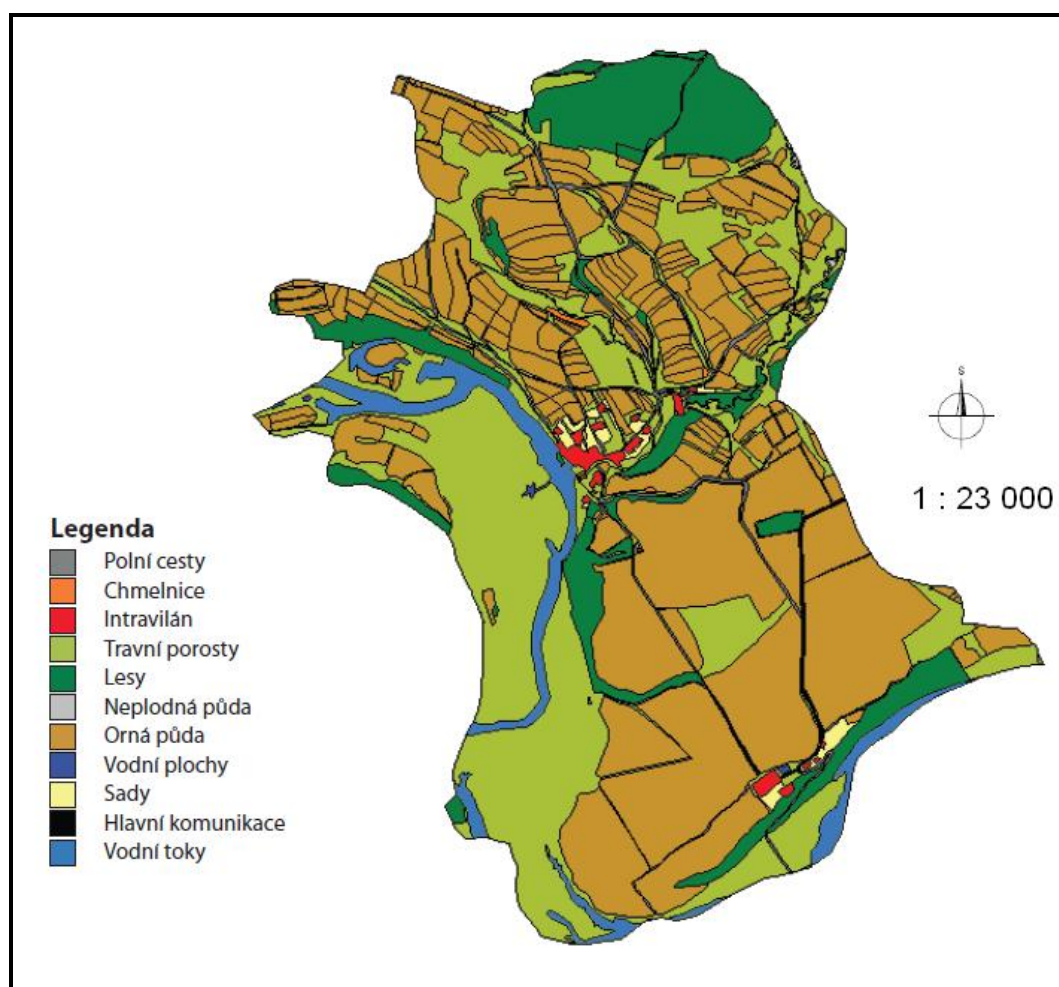 S
1 : 23 000
Legenda
Polní cesty
Chmelnice
Intravilán
Travní porosty
Lesy
Neplodná půda
Orná půda
Vodní plochy
Sady
Hlavní komunikace
Vodní toky